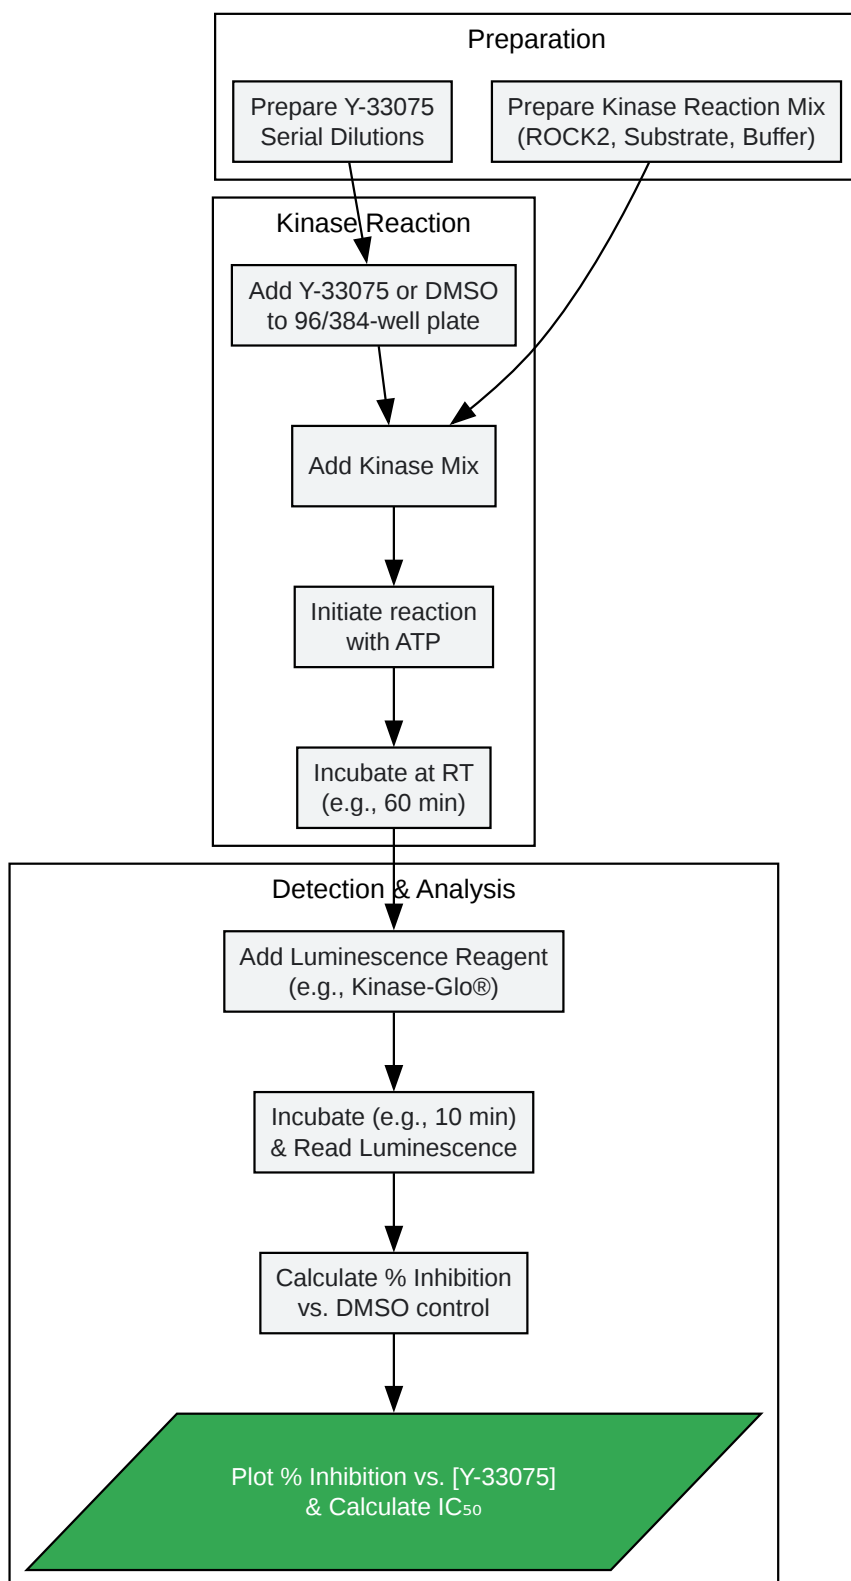 Preparation
Prepare Y-33075
Serial Dilutions
Prepare Kinase Reaction Mix
(ROCK2, Substrate, Buffer)
Kinase Reaction
Add Y-33075 or DMSO
to 96/384-well plate
Add Kinase Mix
Initiate reaction
with ATP
Incubate at RT
(e.g., 60 min)
Detection & Analysis
Add Luminescence Reagent
(e.g., Kinase-Glo®)
Incubate (e.g., 10 min)
& Read Luminescence
Calculate % Inhibition
vs. DMSO control
Plot % Inhibition vs. [Y-33075]
& Calculate IC₅₀